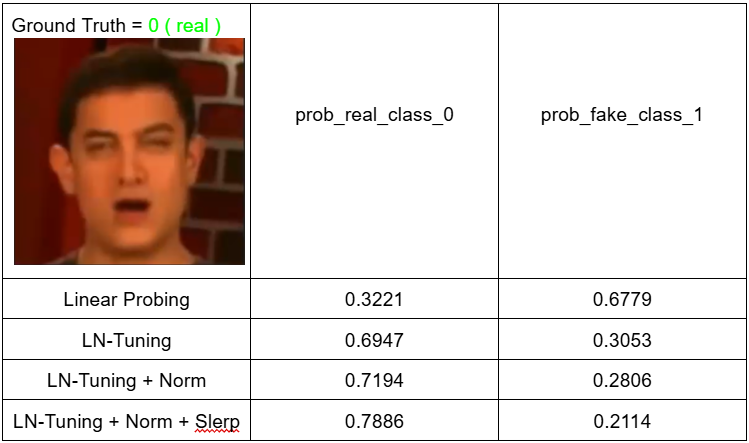 Ground Truth = 0 ( real )
prob_real_class_0 prob_fake_class_1
Linear Probing 0.3221 0.6779
LN-Tuning 0.6947 0.3053
LN-Tuning + Norm 0.7194 0.2806
LN-Tuning + Norm + Slerp 0.7886 0.2114